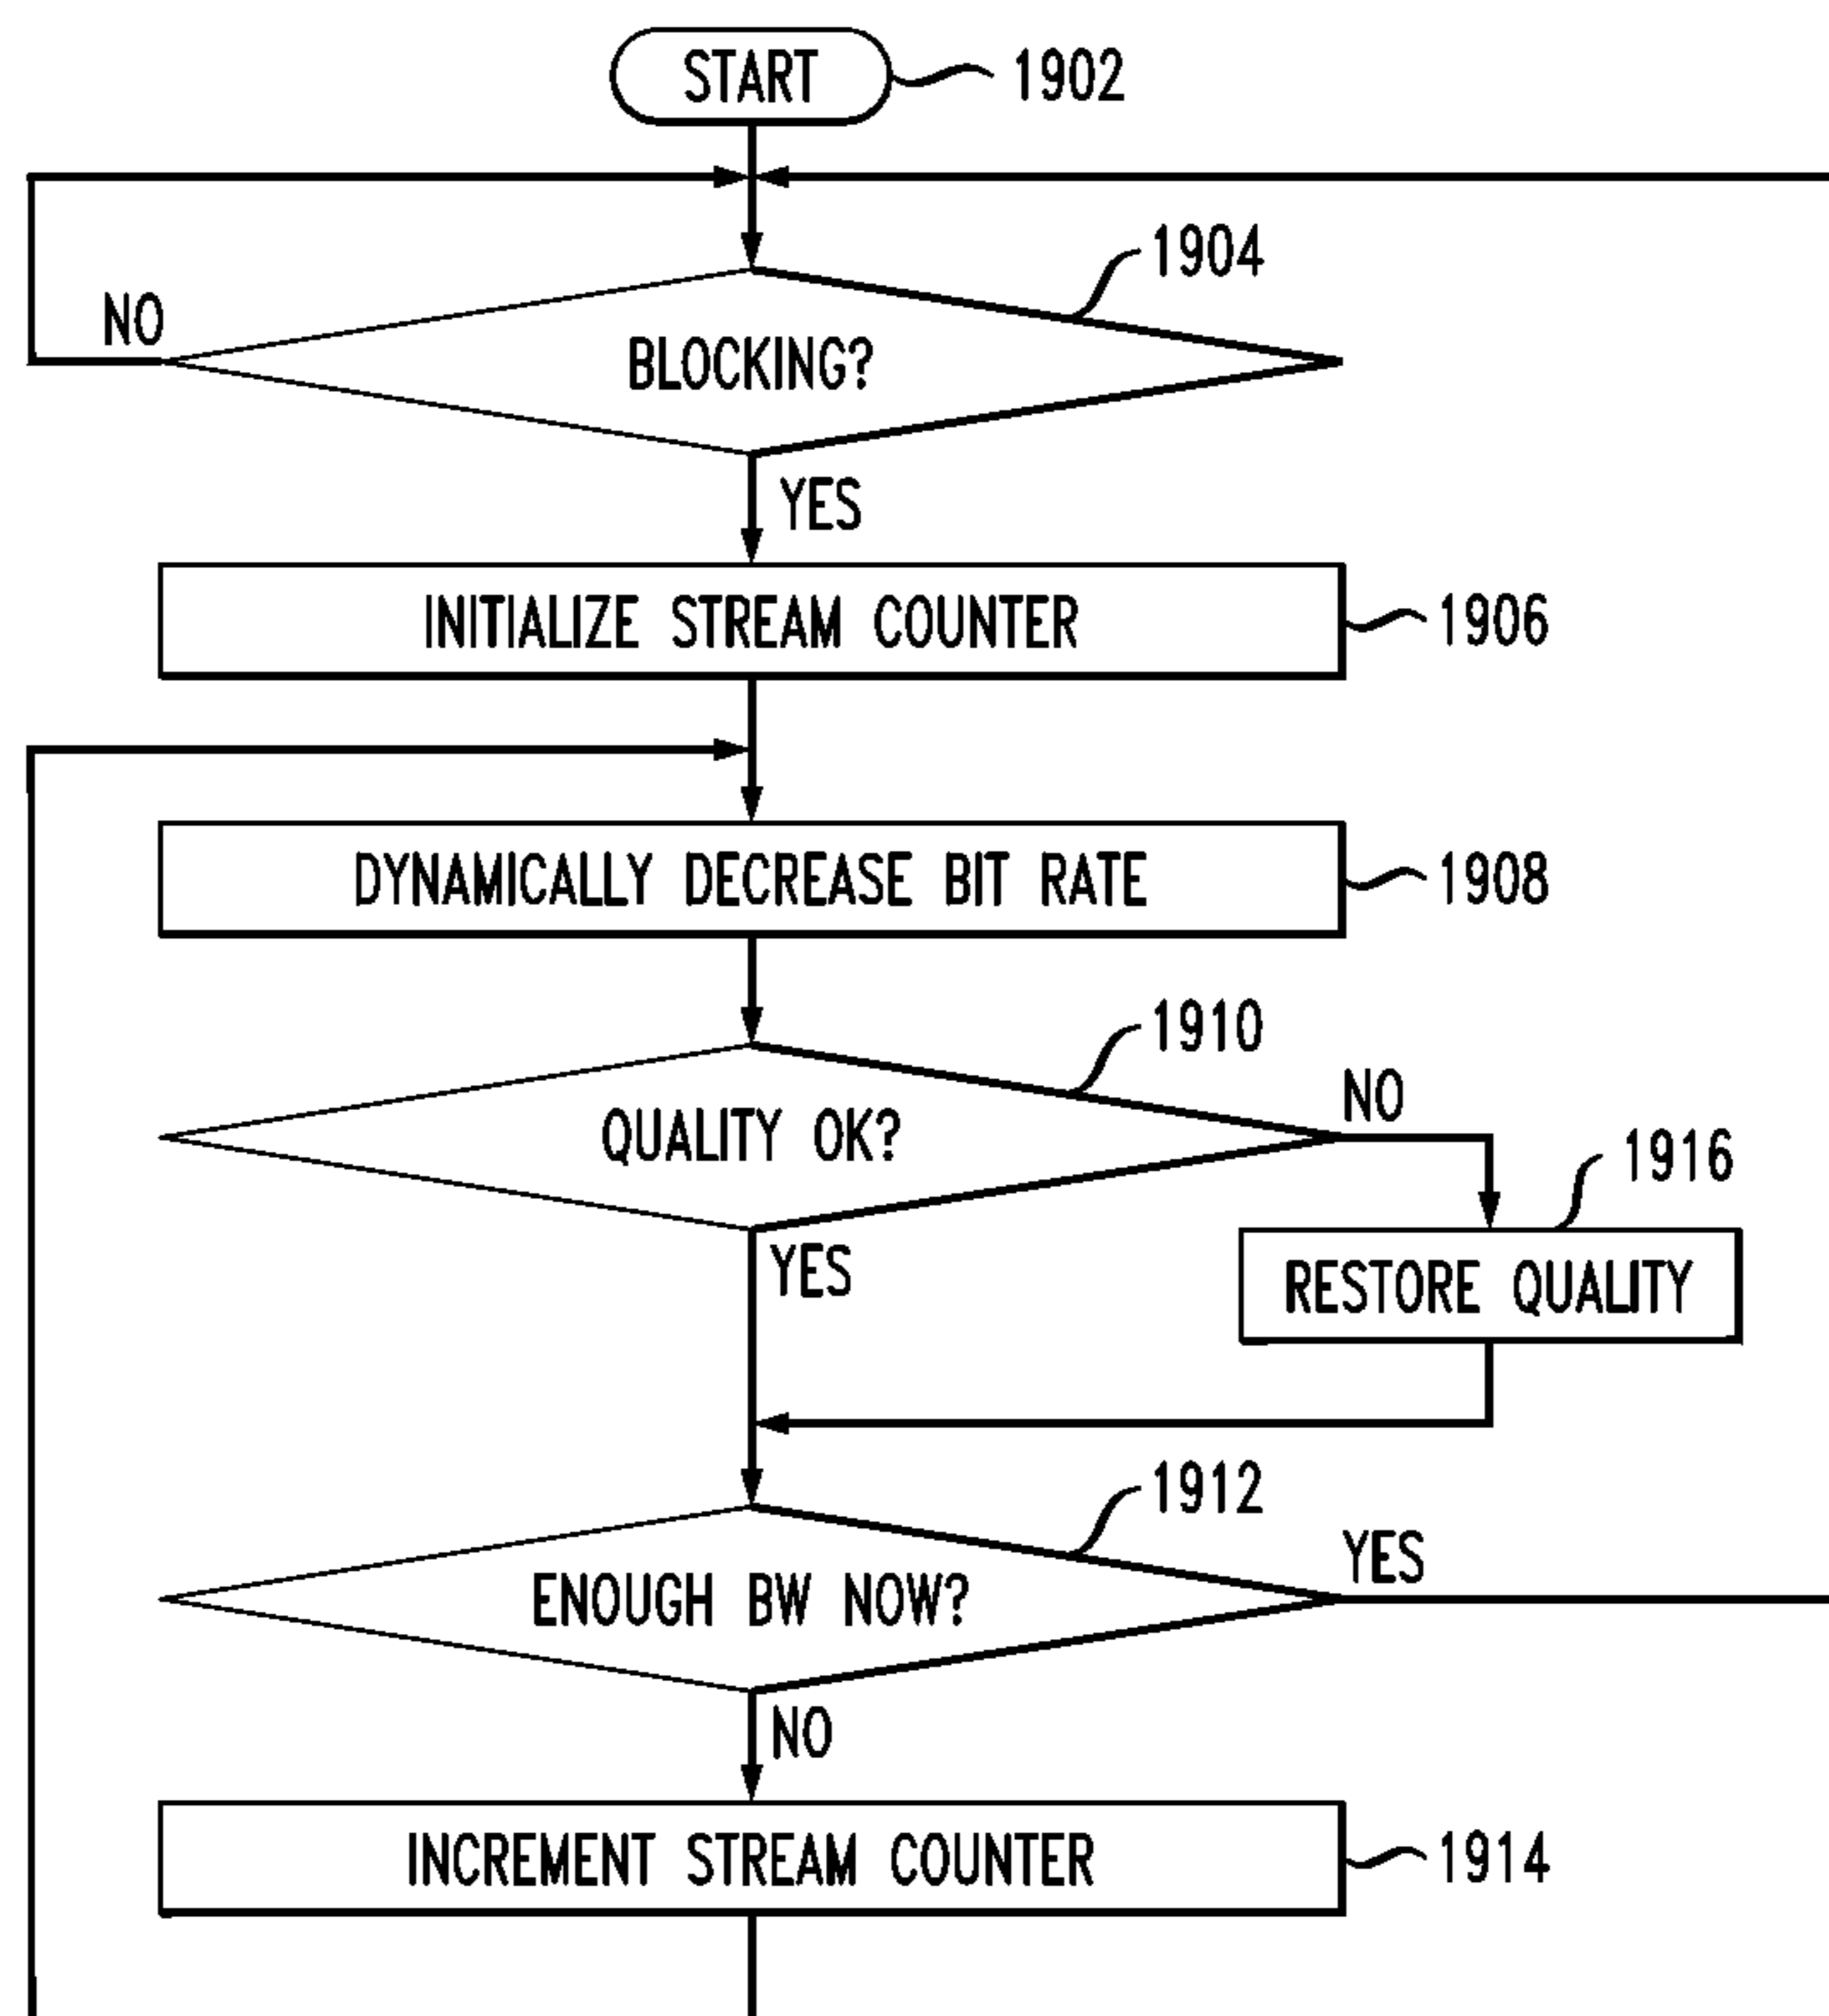 START
1902
1904
NO
BLOCKING?
YES
INITIALIZE STREAM COUNTER
1906
DYNAMICALLY DECREASE BIT RATE
1908
1910
NO
QUALITY OK?
1916
YES
RESTORE QUALITY
1912
YES
ENOUGH BW NOW?
NO
INCREMENT STREAM COUNTER
1914